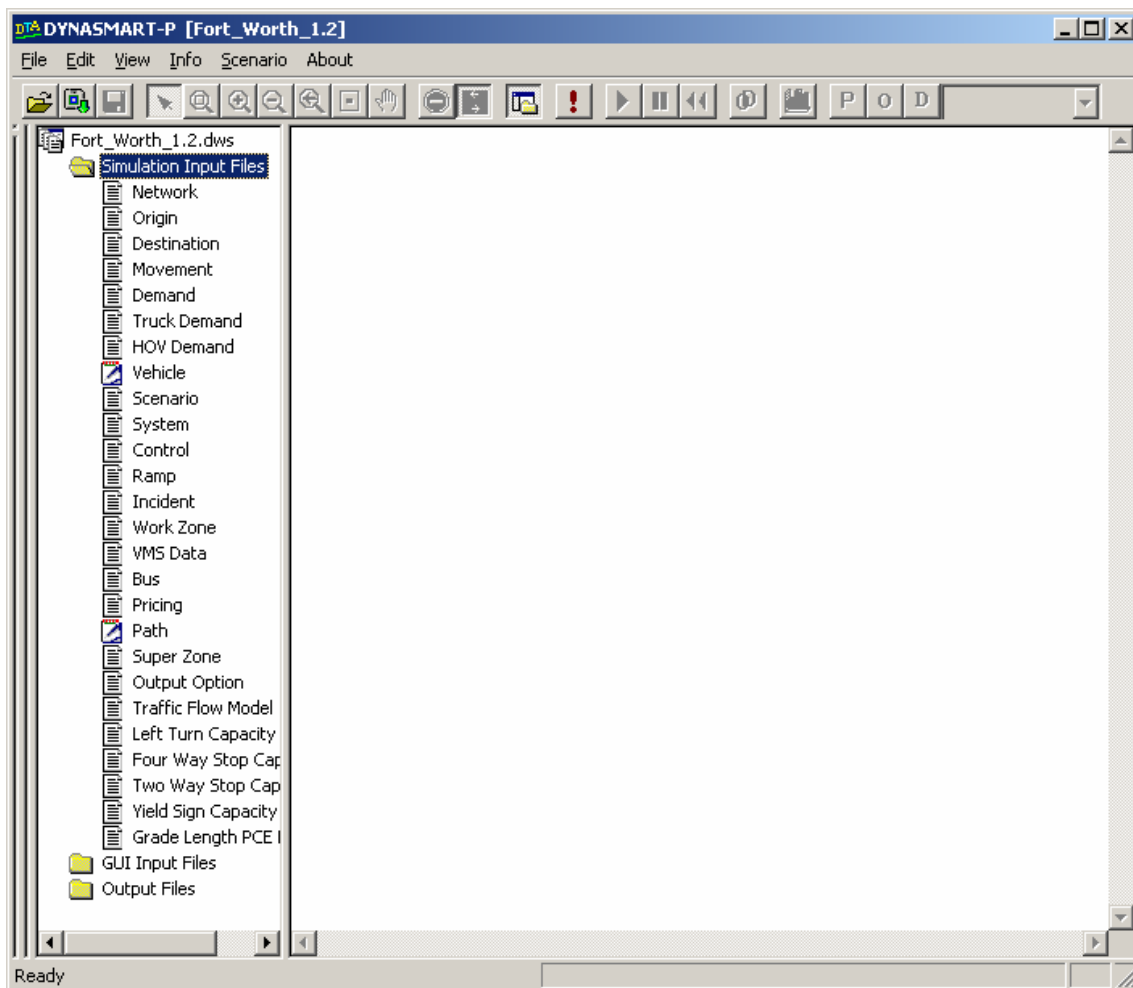 DTA DYNASMART-P [Fort_Worth_1.2]
File Edit View Info Scenario About
P O D
Fort_Worth_1.2.dws
Simulation Input Files
Network
Origin
Destination
Movement
Demand
Truck Demand
HOV Demand
Vehicle
Scenario
System
Control
Ramp
Incident
Work Zone
VMS Data
Bus
Pricing
Path
Super Zone
Output Option
Traffic Flow Model
Left Turn Capacity
Four Way Stop Cap
Two Way Stop Cap
Yield Sign Capacity
Grade Length PCE
GUI Input Files
Output Files
Ready